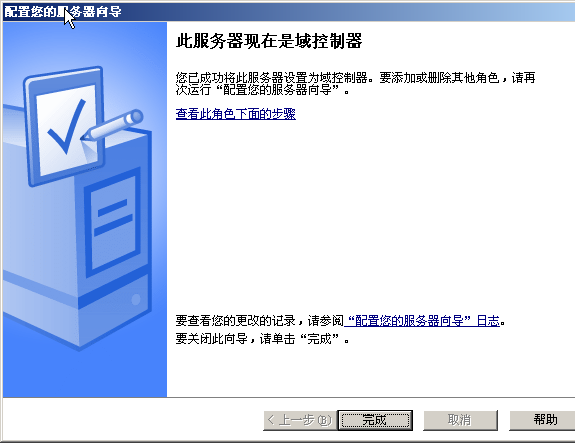 配置您的服务器向导
此服务器现在是域控制器
您已成功将此服务器设置为域控制器。要添加或删除其他角色，请再
次运行“配置您的服务器向导”。
查看此角色下面的步骤
要查看您的更改的记录，请参阅“配置您的服务器向导”日志。
要关闭此向导，请单击“完成”。
< 上一步(B)
完成
取消
帮助